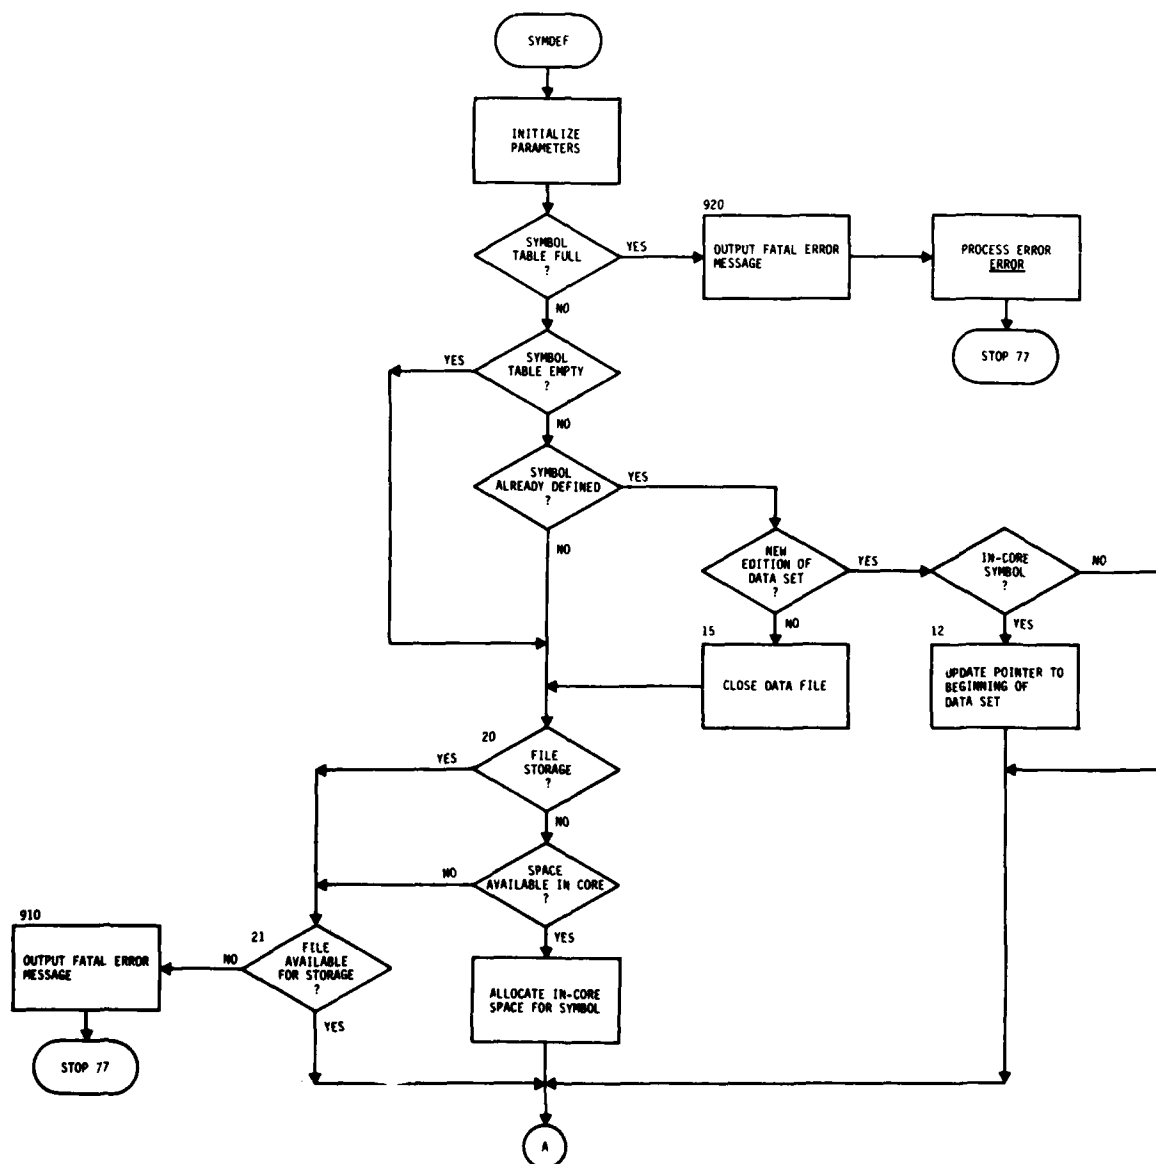 SYMDEF
INITIALIZE
PARAMETERS
SYMBOL
TABLE FULL
?
YES
920
OUTPUT FATAL ERROR
MESSAGE
PROCESS ERROR
ERROR
STOP 77
NO
SYMBOL
TABLE EMPTY
?
YES
NO
SYMBOL
ALREADY DEFINED
?
YES
NO
NEW
EDITION OF
DATA SET
?
YES
IN-CORE
SYMBOL
?
NO
NO
YES
15
CLOSE DATA FILE
12
UPDATE POINTER TO
BEGINNING OF
DATA SET
20
FILE
STORAGE
?
YES
NO
SPACE
AVAILABLE IN CORE
?
NO
YES
910
OUTPUT FATAL ERROR
MESSAGE
NO
21
FILE
AVAILABLE
FOR STORAGE
?
YES
ALLOCATE IN-CORE
SPACE FOR SYMBOL
STOP 77
A